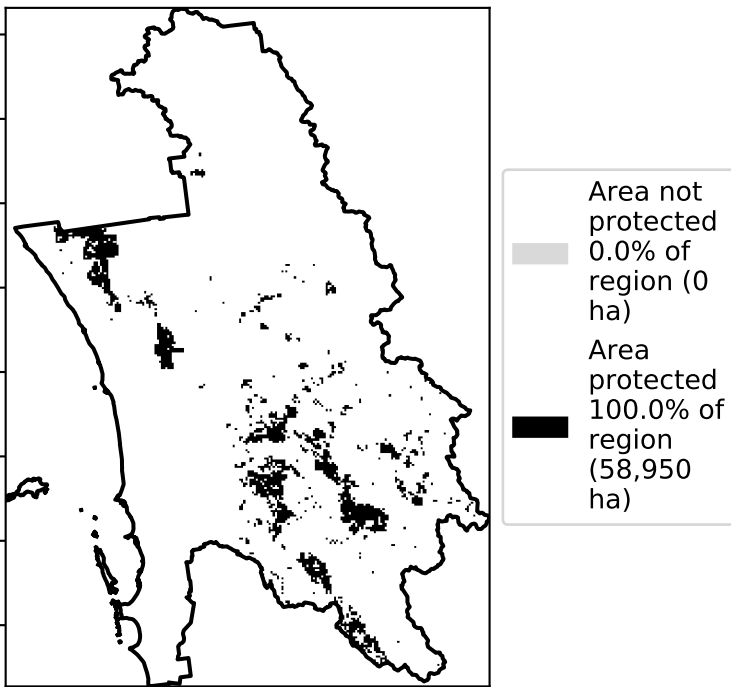 Area not
protected
0.0% of
region (0
ha)
Area
protected
100.0% of
region
(58,950
ha)